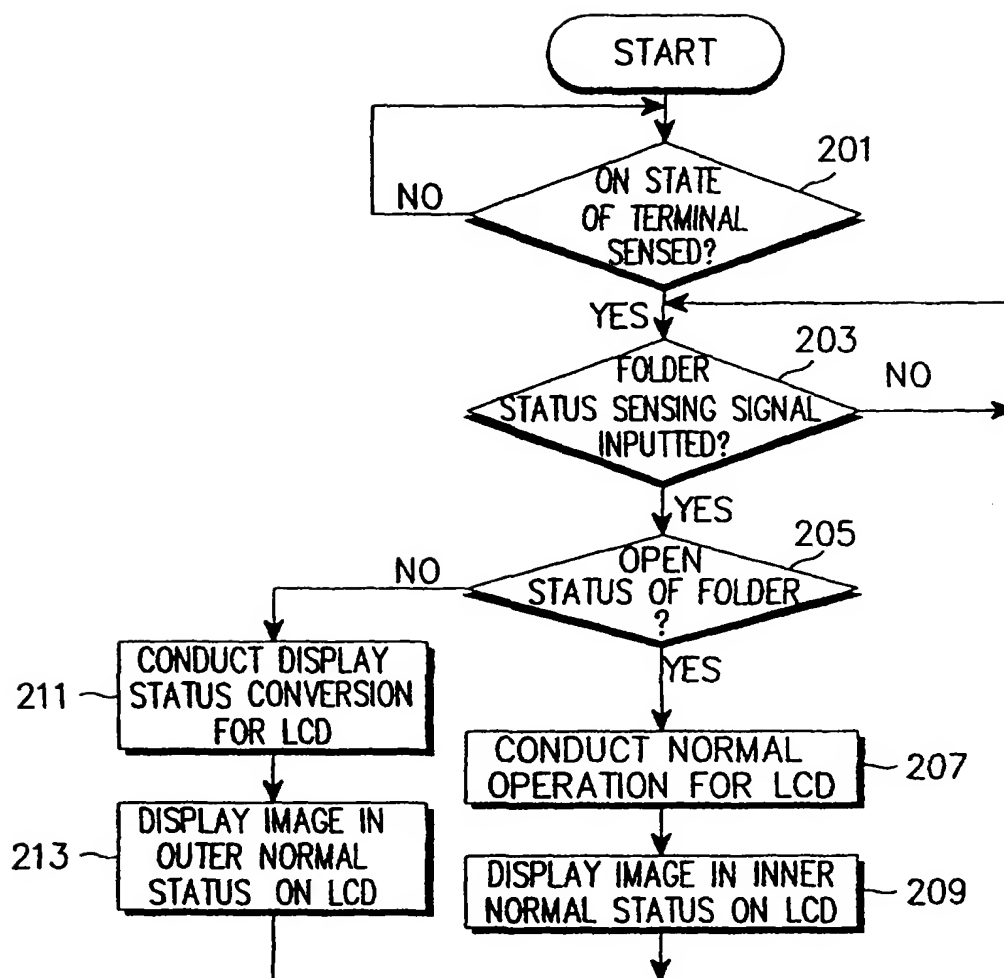 START
201
NO
ON STATE
OF TERMINAL
SENSED?
YES
203
FOLDER
STATUS SENSING SIGNAL
INPUTTED?
NO
YES
205
OPEN
STATUS OF FOLDER
?
NO
YES
211
CONDUCT DISPLAY
STATUS CONVERSION
FOR LCD
CONDUCT NORMAL
OPERATION FOR LCD
207
213
DISPLAY IMAGE IN
OUTER NORMAL
STATUS ON LCD
DISPLAY IMAGE IN INNER
NORMAL STATUS ON LCD
209